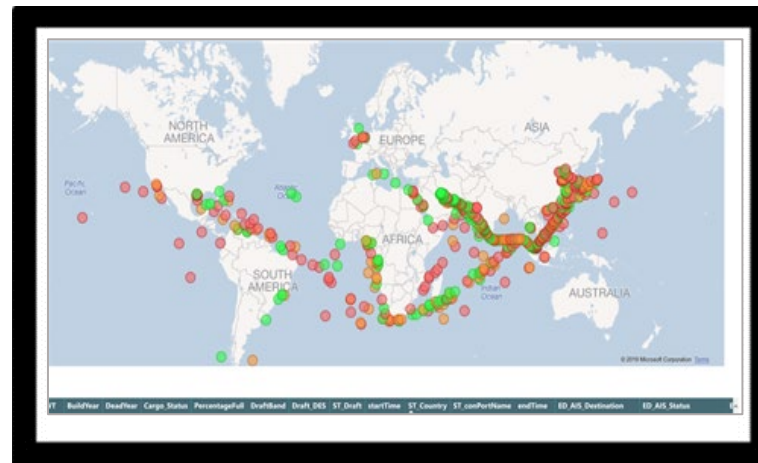 NORTH
AMERICA
EUROPE
ASIA
Pacific
Ocean
Atlantic
AFRICA
SOUTH
AMERICA
Indian
Ocean
AUSTRALIA
© 2019 Microsoft Corporation Terms
BuildYear DeadYear Cargo_Status PercentageFull DraftBand Draft_DES ST_Draft startTime ST_Country ST_conPortName endTime ED_AIS_Destination ED_AIS_Status